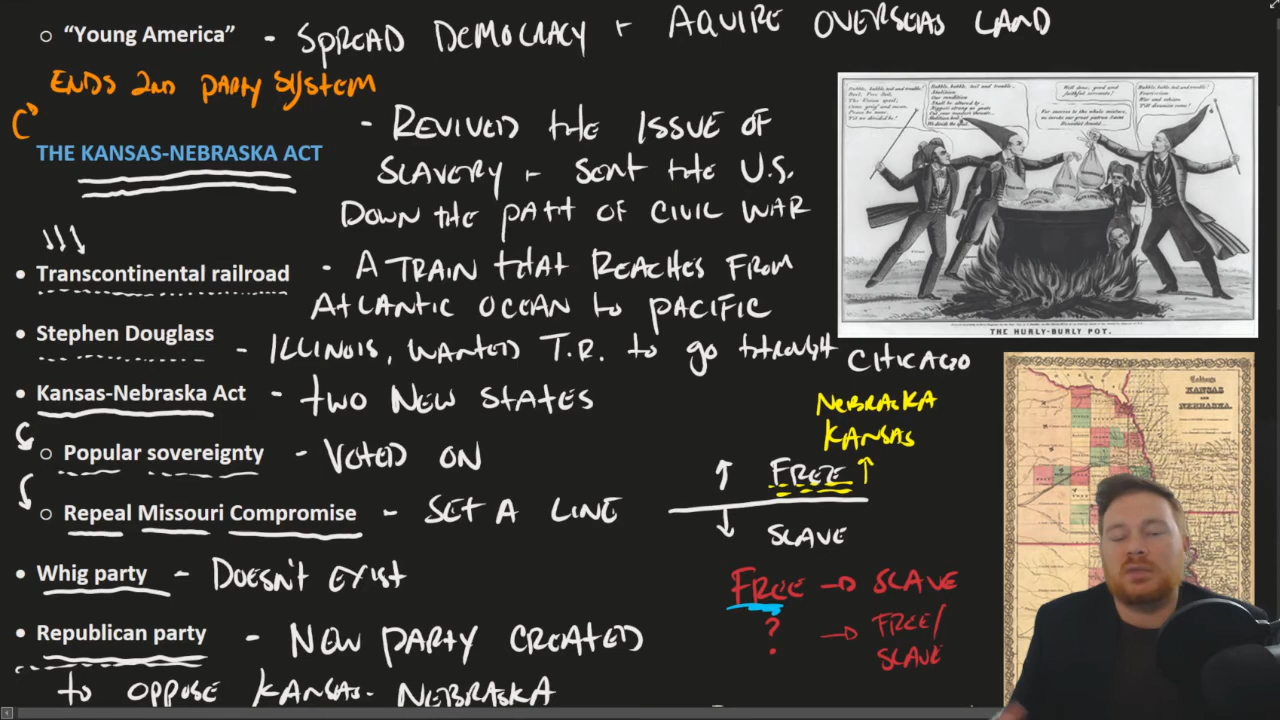 “Young America” - SPREAD DEMOCRACY + AQUIRE OVERSEAS LAND
ENDS 2ND PARTY SYSTEM
THE KANSAS-NEBRASKA ACT
- REVIVED THE ISSUE OF
SLAVERY + SENT THE U.S.
DOWN THE PATH OF CIVIL WAR
Transcontinental railroad - A TRAIN THAT REACHES FROM
ATLANTIC OCEAN TO PACIFIC
THE HURLY-BURLY POT.
Stephen Douglass - ILLINOIS, WANTED T.R. TO GO THROUGH CHICAGO
Kansas-Nebraska Act - TWO NEW STATES
NEBRASKA
KANSAS
Popular sovereignty - VOTED ON
FREE
Repeal Missouri Compromise - SET A LINE
SLAVE
Whig party - DOESN'T EXIST
FREE → SLAVE
Republican party - NEW PARTY CREATED
? → FREE/
SLAVE
TO OPPOSE KANSAS-NEBRASKA
KANSAS
AND
NEBRASKA.